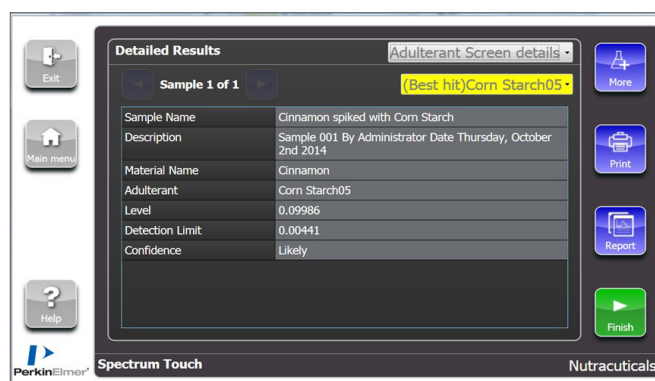 Exit
Main menu
Help
PerkinElmer
Detailed Results
Adulterant Screen details
Sample 1 of 1
(Best hit)Corn Starch05
Sample Name Cinnamon spiked with Corn Starch
Description Sample 001 By Administrator Date Thursday, October
2nd 2014
Material Name Cinnamon
Adulterant Corn Starch05
Level 0.09986
Detection Limit 0.00441
Confidence Likely
More
Print
Report
Finish
Spectrum Touch
Nutracuticals